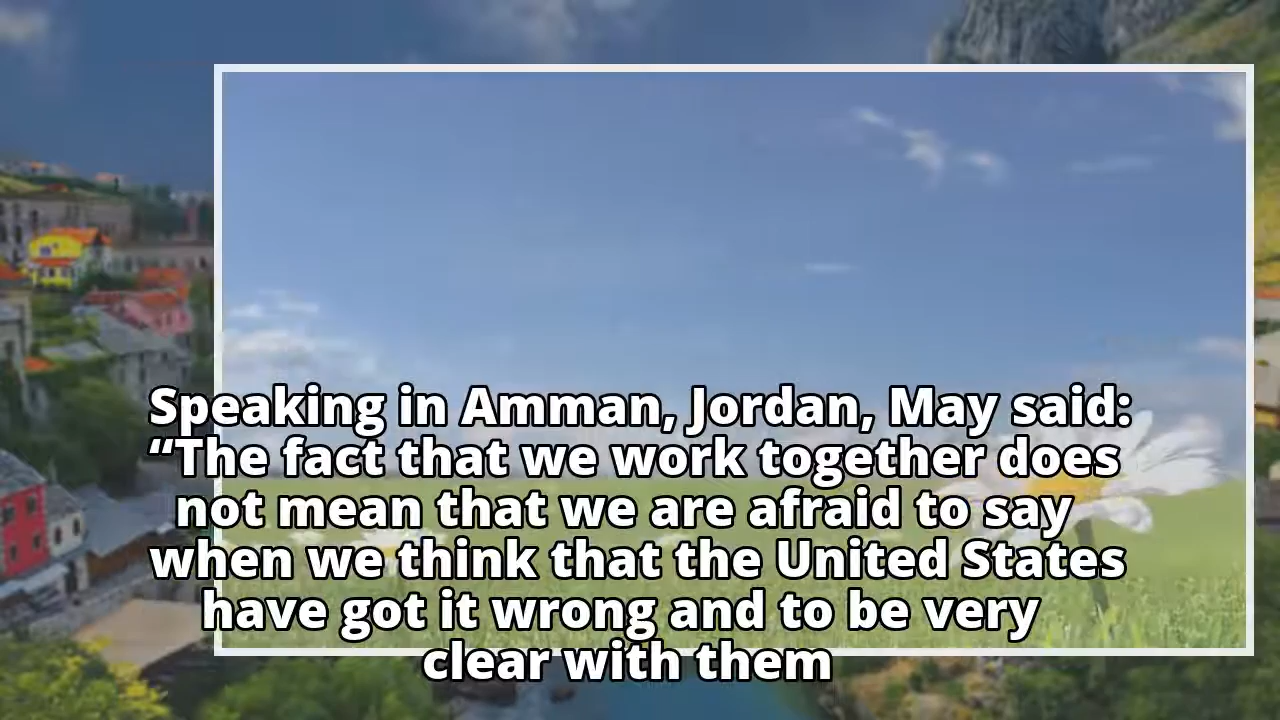 Speaking in Amman, Jordan, May said:
“The fact that we work together does
not mean that we are afraid to say
when we think that the United States
have got it wrong and to be very
clear with them